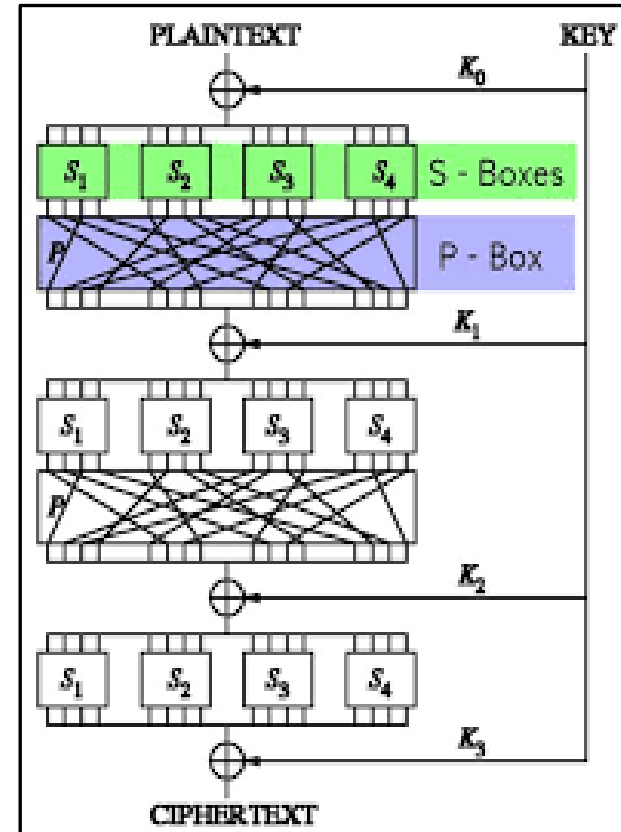 PLAINTEXT KEY
K₀
S₁ S₂ S₃ S₄ S - Boxes
P P - Box
K₁
S₁ S₂ S₃ S₄
P
K₂
S₁ S₂ S₃ S₄
K₃
CIPHERTEXT